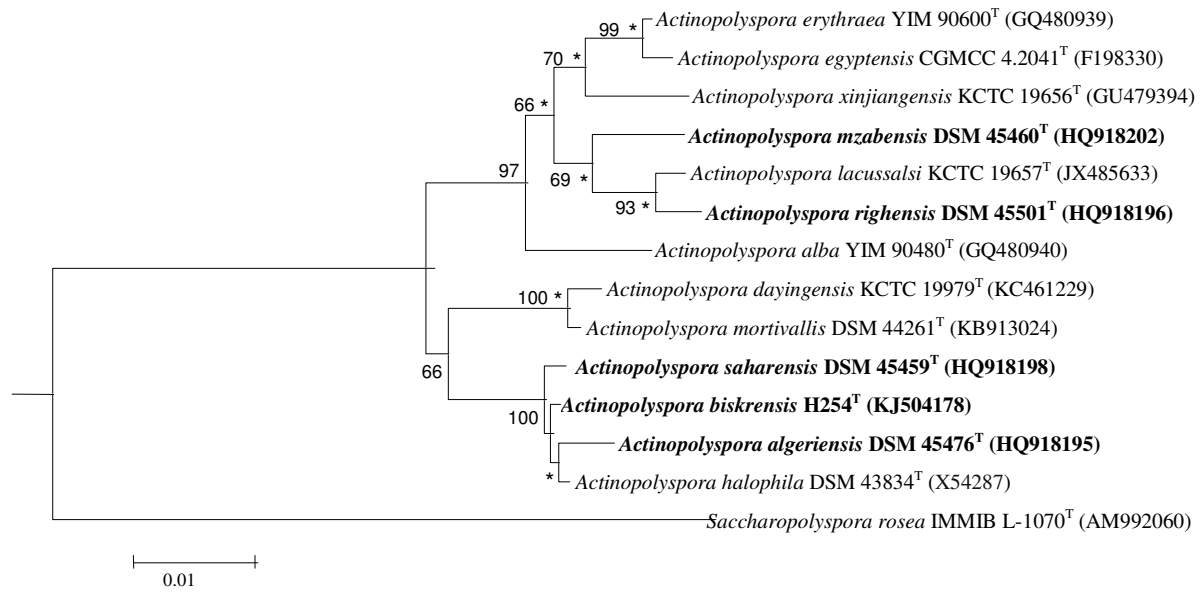 Actinopolyspora erythraea YIM 90600T (GQ480939)
99 *
Actinopolyspora egyptensis CGMCC 4.2041T (F198330)
70 *
Actinopolyspora xinjiangensis KCTC 19656T (GU479394)
66 *
Actinopolyspora mzabensis DSM 45460T (HQ918202)
97
69 *
Actinopolyspora lacussalsi KCTC 19657T (JX485633)
93 *
Actinopolyspora righensis DSM 45501T (HQ918196)
Actinopolyspora alba YIM 90480T (GQ480940)
Actinopolyspora dayingensis KCTC 19979T (KC461229)
100 *
Actinopolyspora mortivallis DSM 44261T (KB913024)
66
Actinopolyspora saharensis DSM 45459T (HQ918198)
Actinopolyspora biskrensis H254T (KJ504178)
100
Actinopolyspora algeriensis DSM 45476T (HQ918195)
*
Actinopolyspora halophila DSM 43834T (X54287)
Saccharopolyspora rosea IMMIB L-1070T (AM992060)
0.01